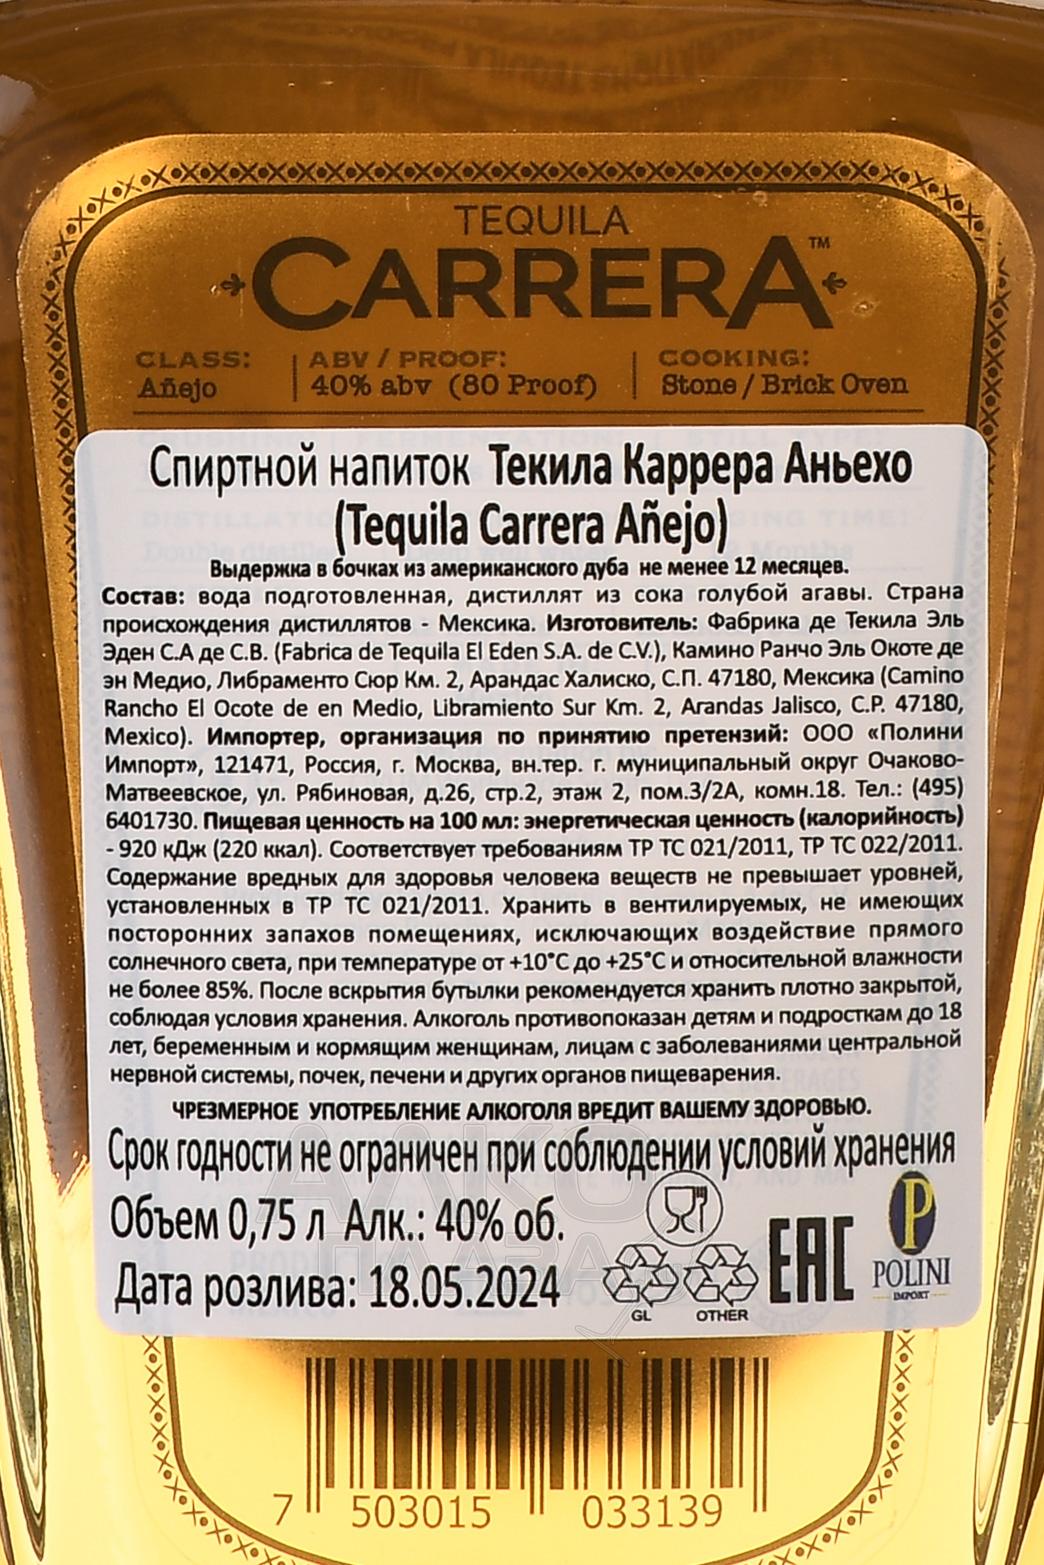 TEQUILA
CARRERA™
CLASS: ABV / PROOF: COOKING:
Añejo 40% abv (80 Proof) Stone / Brick Oven
Спиртной напиток Текила Каррера Аньехо
(Tequila Carrera Añejo)
Выдержка в бочках из американского дуба не менее 12 месяцев.
Состав: вода подготовленная, дистиллят из сока голубой агавы. Страна
происхождения дистиллятов - Мексика. Изготовитель: Фабрика де Текила Эль
Эден С.А де С.В. (Fabrica de Tequila El Eden S.A. de C.V.), Камино Ранчо Эль Окоте де
эн Медио, Либраменто Сюр Км. 2, Арандас Халиско, С.П. 47180, Мексика (Camino
Rancho El Ocote de en Medio, Libramiento Sur Km. 2, Arandas Jalisco, C.P. 47180,
Mexico). Импортер, организация по принятию претензий: ООО «Полини
Импорт», 121471, Россия, г. Москва, вн.тер. г. муниципальный округ Очаково-
Матвеевское, ул. Рябиновая, д.26, стр.2, этаж 2, пом.3/2А, комн.18. Тел.: (495)
6401730. Пищевая ценность на 100 мл: энергетическая ценность (калорийность)
- 920 кДж (220 ккал). Соответствует требованиям ТР ТС 021/2011, ТР ТС 022/2011.
Содержание вредных для здоровья человека веществ не превышает уровней,
установленных в ТР ТС 021/2011. Хранить в вентилируемых, не имеющих
посторонних запахов помещениях, исключающих воздействие прямого
солнечного света, при температуре от +10°С до +25°С и относительной влажности
не более 85%. После вскрытия бутылки рекомендуется хранить плотно закрытой,
соблюдая условия хранения. Алкоголь противопоказан детям и подросткам до 18
лет, беременным и кормящим женщинам, лицам с заболеваниями центральной
нервной системы, почек, печени и других органов пищеварения.
ЧРЕЗМЕРНОЕ УПОТРЕБЛЕНИЕ АЛКОГОЛЯ ВРЕДИТ ВАШЕМУ ЗДОРОВЬЮ.
Срок годности не ограничен при соблюдении условий хранения
Объем 0,75 л Алк.: 40% об.
Дата розлива: 18.05.2024
GL OTHER
EAC
P
POLINI
IMPORT
7 503015 033139